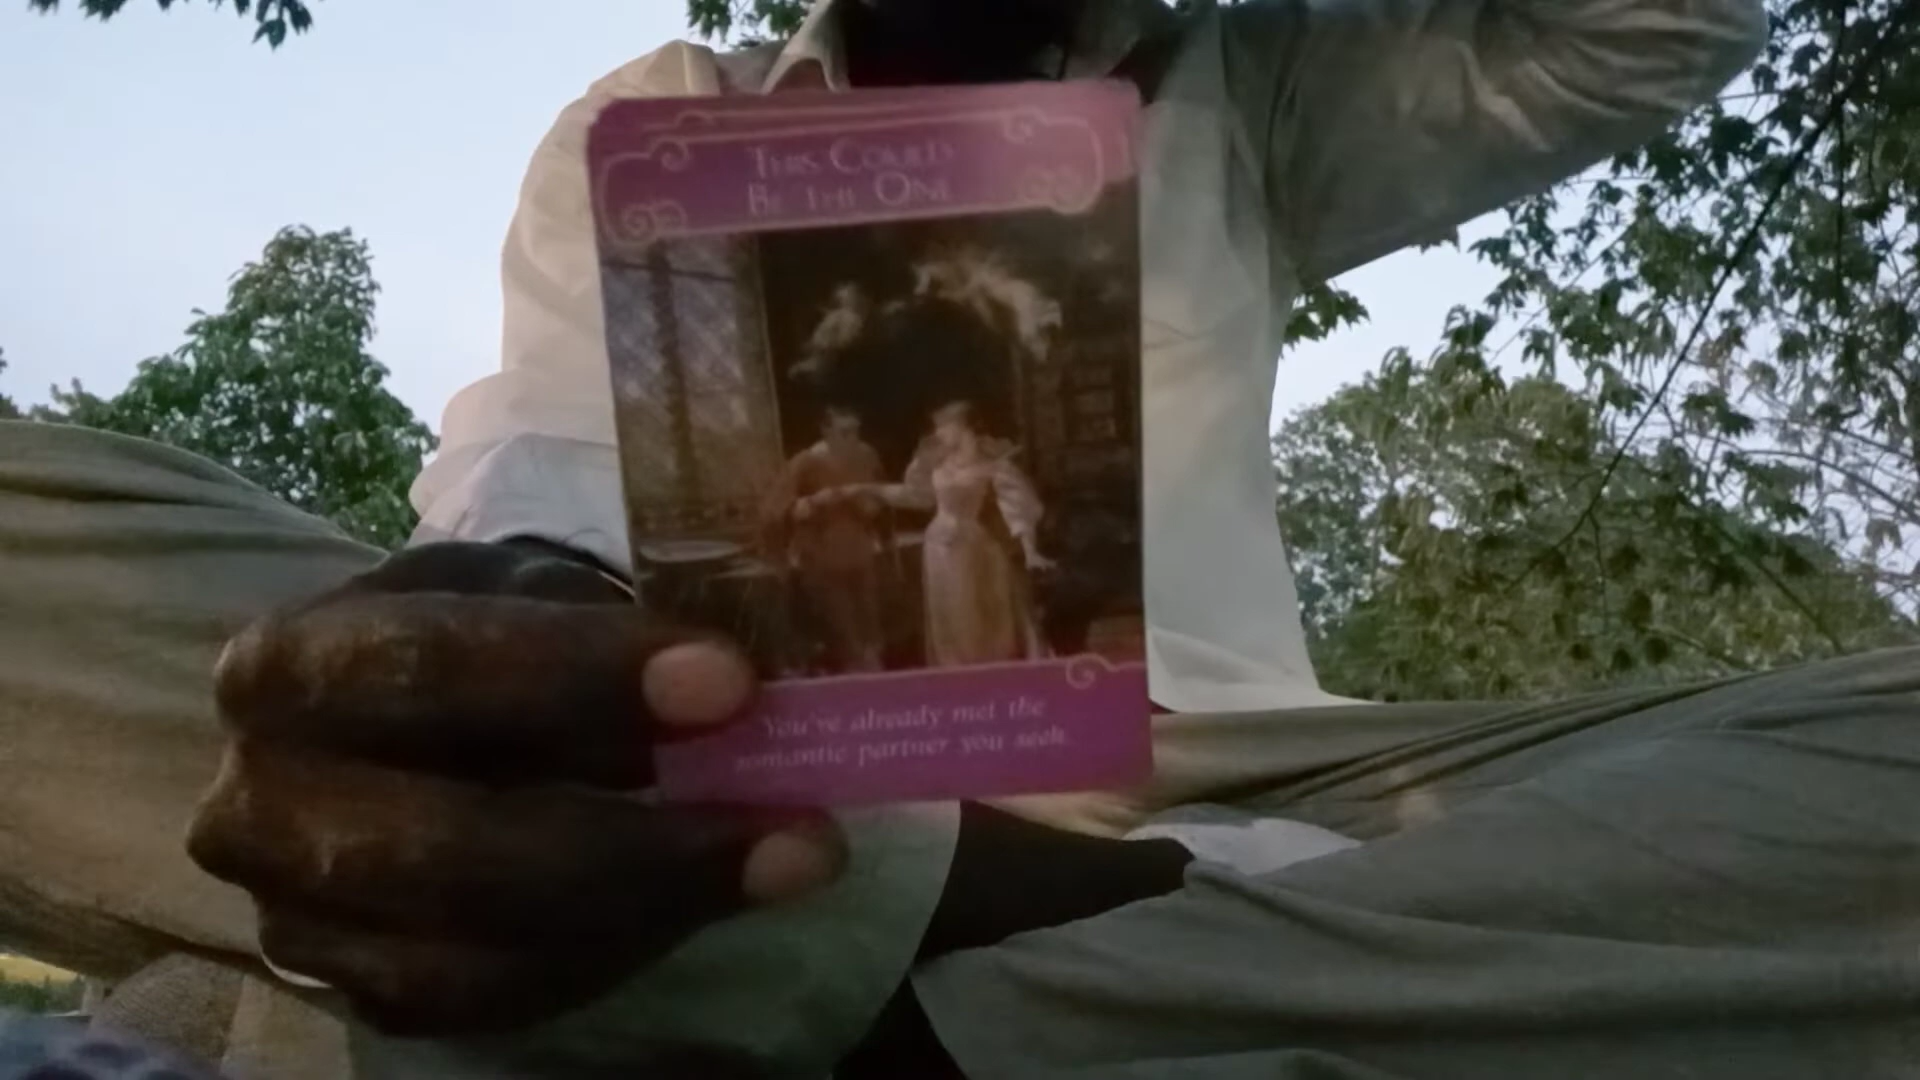 This Could
Be the One
You've already met the
romantic partner you seek.